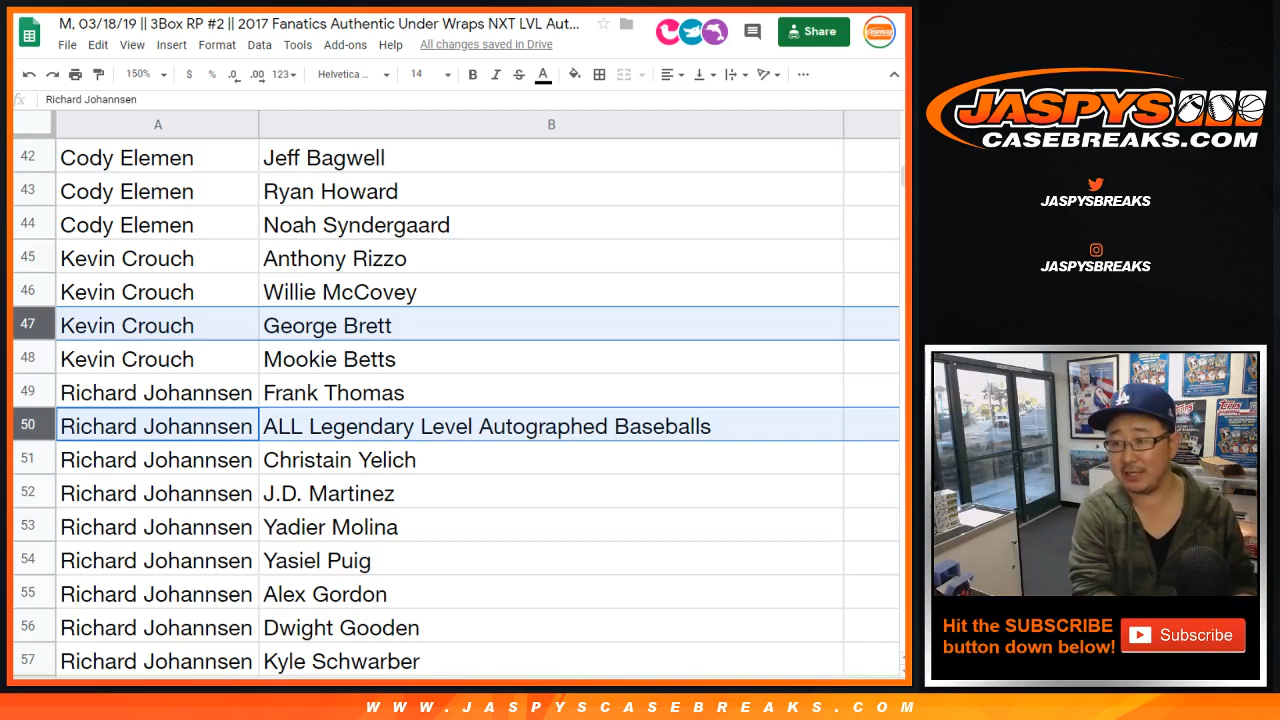 M, 03/18/19 || 3Box RP #2 || 2017 Fanatics Authentic Under Wraps NXT LVL Aut...
File Edit View Insert Format Data Tools Add-ons Help All changes saved in Drive
Share
150% $ % .0 .00 123 Helvetica ... 14 B I S A ...
fx Richard Johannsen
A B
42 Cody Elemen Jeff Bagwell
43 Cody Elemen Ryan Howard
44 Cody Elemen Noah Syndergaard
45 Kevin Crouch Anthony Rizzo
46 Kevin Crouch Willie McCovey
47 Kevin Crouch George Brett
48 Kevin Crouch Mookie Betts
49 Richard Johannsen Frank Thomas
50 Richard Johannsen ALL Legendary Level Autographed Baseballs
51 Richard Johannsen Christain Yelich
52 Richard Johannsen J.D. Martinez
53 Richard Johannsen Yadier Molina
54 Richard Johannsen Yasiel Puig
55 Richard Johannsen Alex Gordon
56 Richard Johannsen Dwight Gooden
57 Richard Johannsen Kyle Schwarber
JASPYS
CASEBREAKS.COM
JASPYSBREAKS
JASPYSBREAKS
Hit the SUBSCRIBE
button down below!
Subscribe
WWW.JASPYSCASEBREAKS.COM